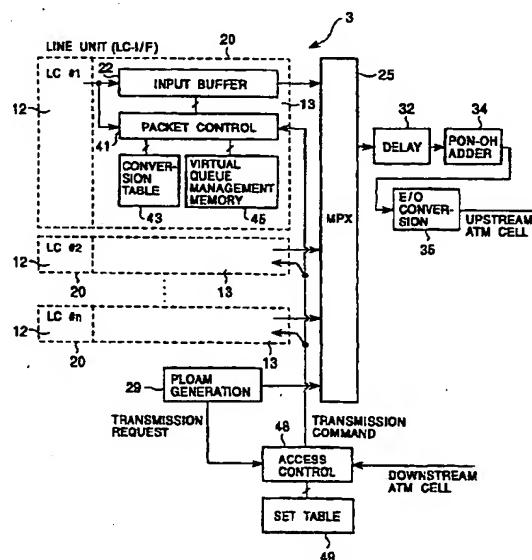 LINE UNIT (LC-I/F)
20
3
22
LC #1
INPUT BUFFER
25
12
13
PACKET CONTROL
41
CONVER-
SION
TABLE
VIRTUAL
QUEUE
MANAGEMENT
MEMORY
43
45
32
34
DELAY
PON-OH
ADDER
MPX
E/O
CONVER-
SION
35
UPSTREAM
ATM CELL
12
LC #2
20
13
12
LC #n
20
13
29
PLOAM
GENERATION
TRANSMISSION
REQUEST
48
TRANSMISSION
COMMAND
ACCESS
CONTROL
DOWNSTREAM
ATM CELL
SET TABLE
49